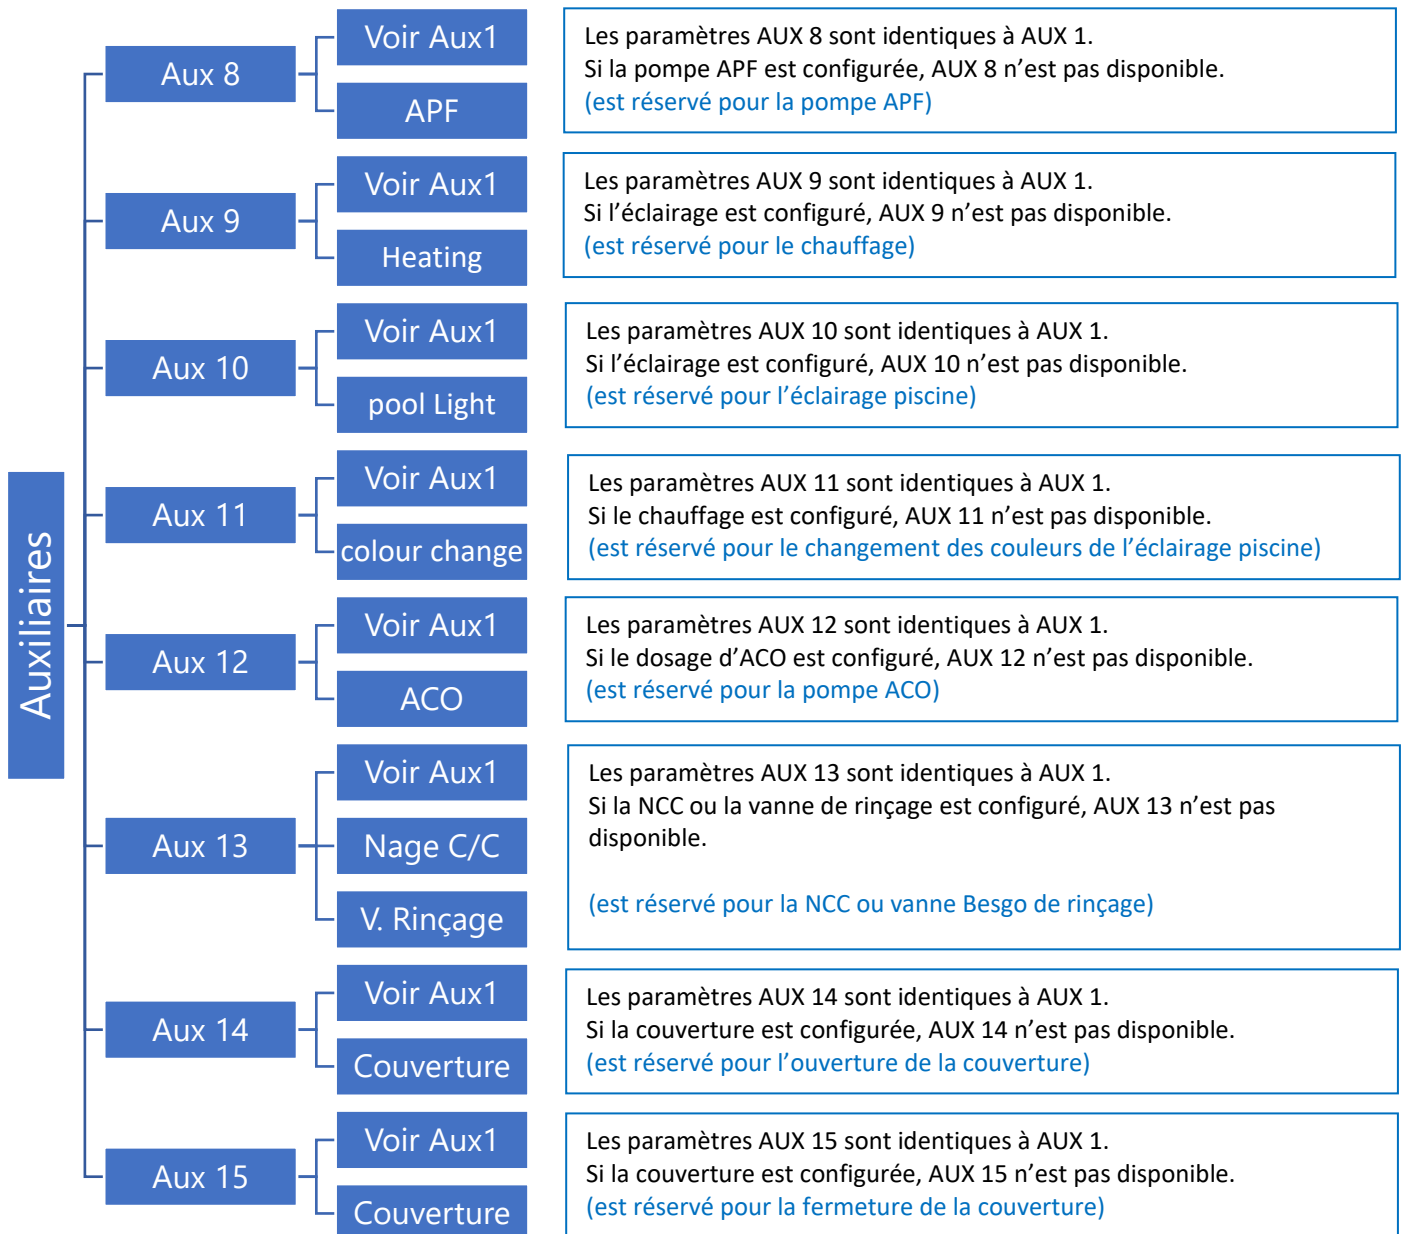 Auxiliaires
Aux 8
Voir Aux1
APF
Les paramètres AUX 8 sont identiques à AUX 1.
Si la pompe APF est configurée, AUX 8 n’est pas disponible.
(est réservé pour la pompe APF)
Aux 9
Voir Aux1
Heating
Les paramètres AUX 9 sont identiques à AUX 1.
Si l’éclairage est configuré, AUX 9 n’est pas disponible.
(est réservé pour le chauffage)
Aux 10
Voir Aux1
pool Light
Les paramètres AUX 10 sont identiques à AUX 1.
Si l’éclairage est configuré, AUX 10 n’est pas disponible.
(est réservé pour l’éclairage piscine)
Aux 11
Voir Aux1
colour change
Les paramètres AUX 11 sont identiques à AUX 1.
Si le chauffage est configuré, AUX 11 n’est pas disponible.
(est réservé pour le changement des couleurs de l’éclairage piscine)
Aux 12
Voir Aux1
ACO
Les paramètres AUX 12 sont identiques à AUX 1.
Si le dosage d’ACO est configuré, AUX 12 n’est pas disponible.
(est réservé pour la pompe ACO)
Aux 13
Voir Aux1
Nage C/C
V. Rinçage
Les paramètres AUX 13 sont identiques à AUX 1.
Si la NCC ou la vanne de rinçage est configuré, AUX 13 n’est pas
disponible.
(est réservé pour la NCC ou vanne Besgo de rinçage)
Aux 14
Voir Aux1
Couverture
Les paramètres AUX 14 sont identiques à AUX 1.
Si la couverture est configurée, AUX 14 n’est pas disponible.
(est réservé pour l’ouverture de la couverture)
Aux 15
Voir Aux1
Couverture
Les paramètres AUX 15 sont identiques à AUX 1.
Si la couverture est configurée, AUX 15 n’est pas disponible.
(est réservé pour la fermeture de la couverture)